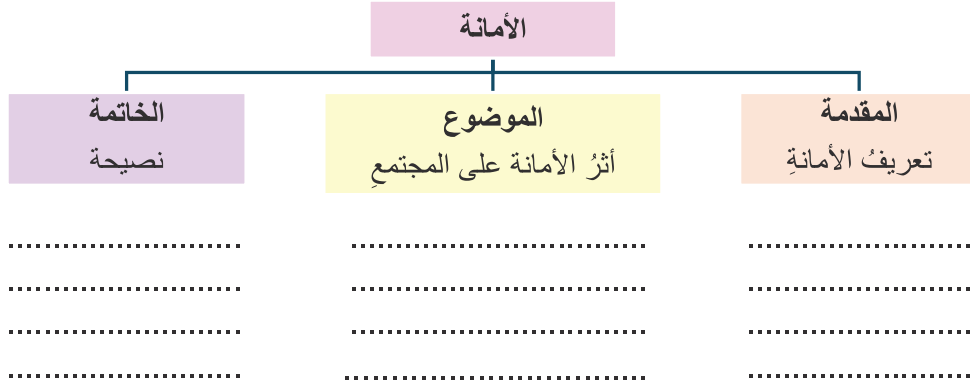 الأمانة
المقدمة
تعريفُ الأمانةِ
الموضوع
أثرُ الأمانة على المجتمعِ
الخاتمة
نصيحة